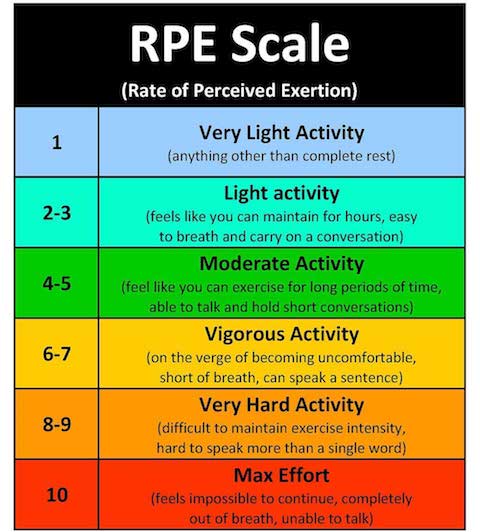 RPE Scale
(Rate of Perceived Exertion)
1
Very Light Activity
(anything other than complete rest)
2-3
Light activity
(feels like you can maintain for hours, easy
to breath and carry on a conversation)
4-5
Moderate Activity
(feel like you can exercise for long periods of time,
able to talk and hold short conversations)
6-7
Vigorous Activity
(on the verge of becoming uncomfortable,
short of breath, can speak a sentence)
8-9
Very Hard Activity
(difficult to maintain exercise intensity,
hard to speak more than a single word)
10
Max Effort
(feels impossible to continue, completely
out of breath, unable to talk)